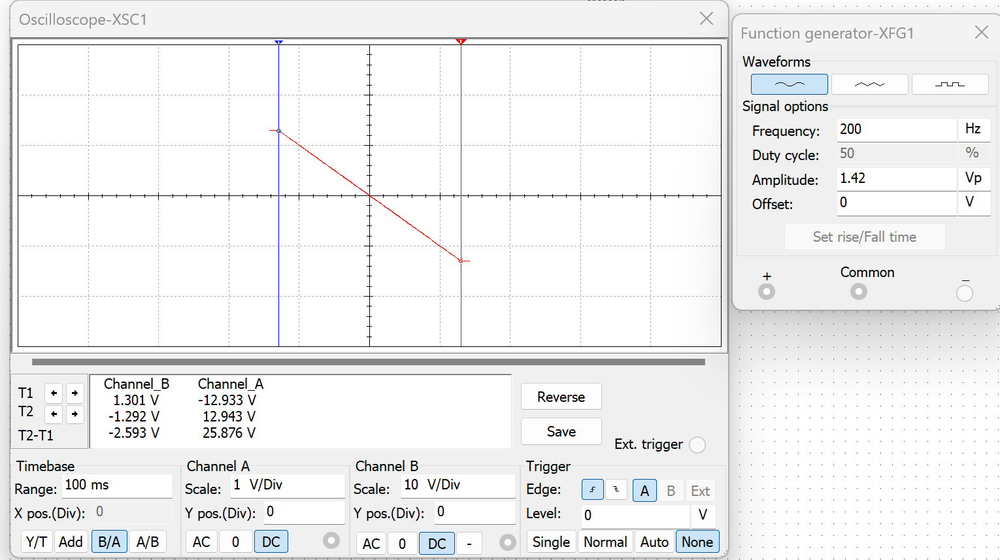 Oscilloscope-XSC1
T1
T2
T2-T1
Channel_B Channel_A
1.301 V -12.933 V
-1.292 V 12.943 V
-2.593 V 25.876 V
Reverse
Save
Ext. trigger
Timebase
Range: 100 ms
X pos.(Div): 0
Y/T Add B/A A/B
Channel A
Scale: 1 V/Div
Y pos.(Div): 0
AC 0 DC
Channel B
Scale: 10 V/Div
Y pos.(Div): 0
AC 0 DC -
Trigger
Edge: A B Ext
Level: 0 V
Single Normal Auto None
Function generator-XFG1
Waveforms
Signal options
Frequency: 200 Hz
Duty cycle: 50 %
Amplitude: 1.42 Vp
Offset: 0 V
Set rise/Fall time
+ Common −